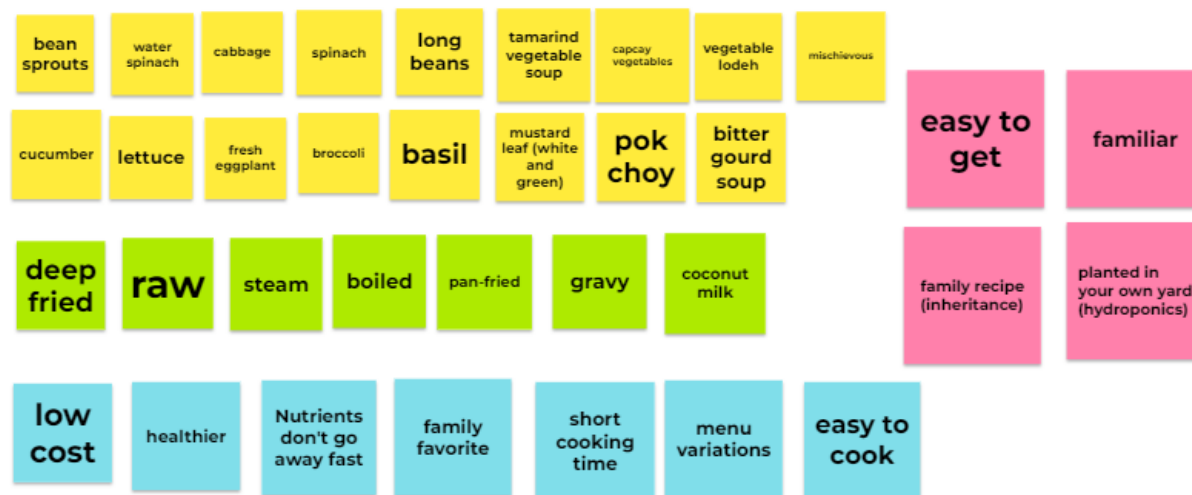 bean
sprouts
water
spinach
cabbage
spinach
long
beans
tamarind
vegetable
soup
capcay
vegetables
vegetable
lodeh
mischievous
cucumber
lettuce
fresh
eggplant
broccoli
basil
mustard
leaf (white
and
green)
pok
choy
bitter
gourd
soup
easy to
get
familiar
deep
fried
raw
steam
boiled
pan-fried
gravy
coconut
milk
family recipe
(inheritance)
planted in
your own yard
(hydroponics)
low
cost
healthier
Nutrients
don't go
away fast
family
favorite
short
cooking
time
menu
variations
easy to
cook